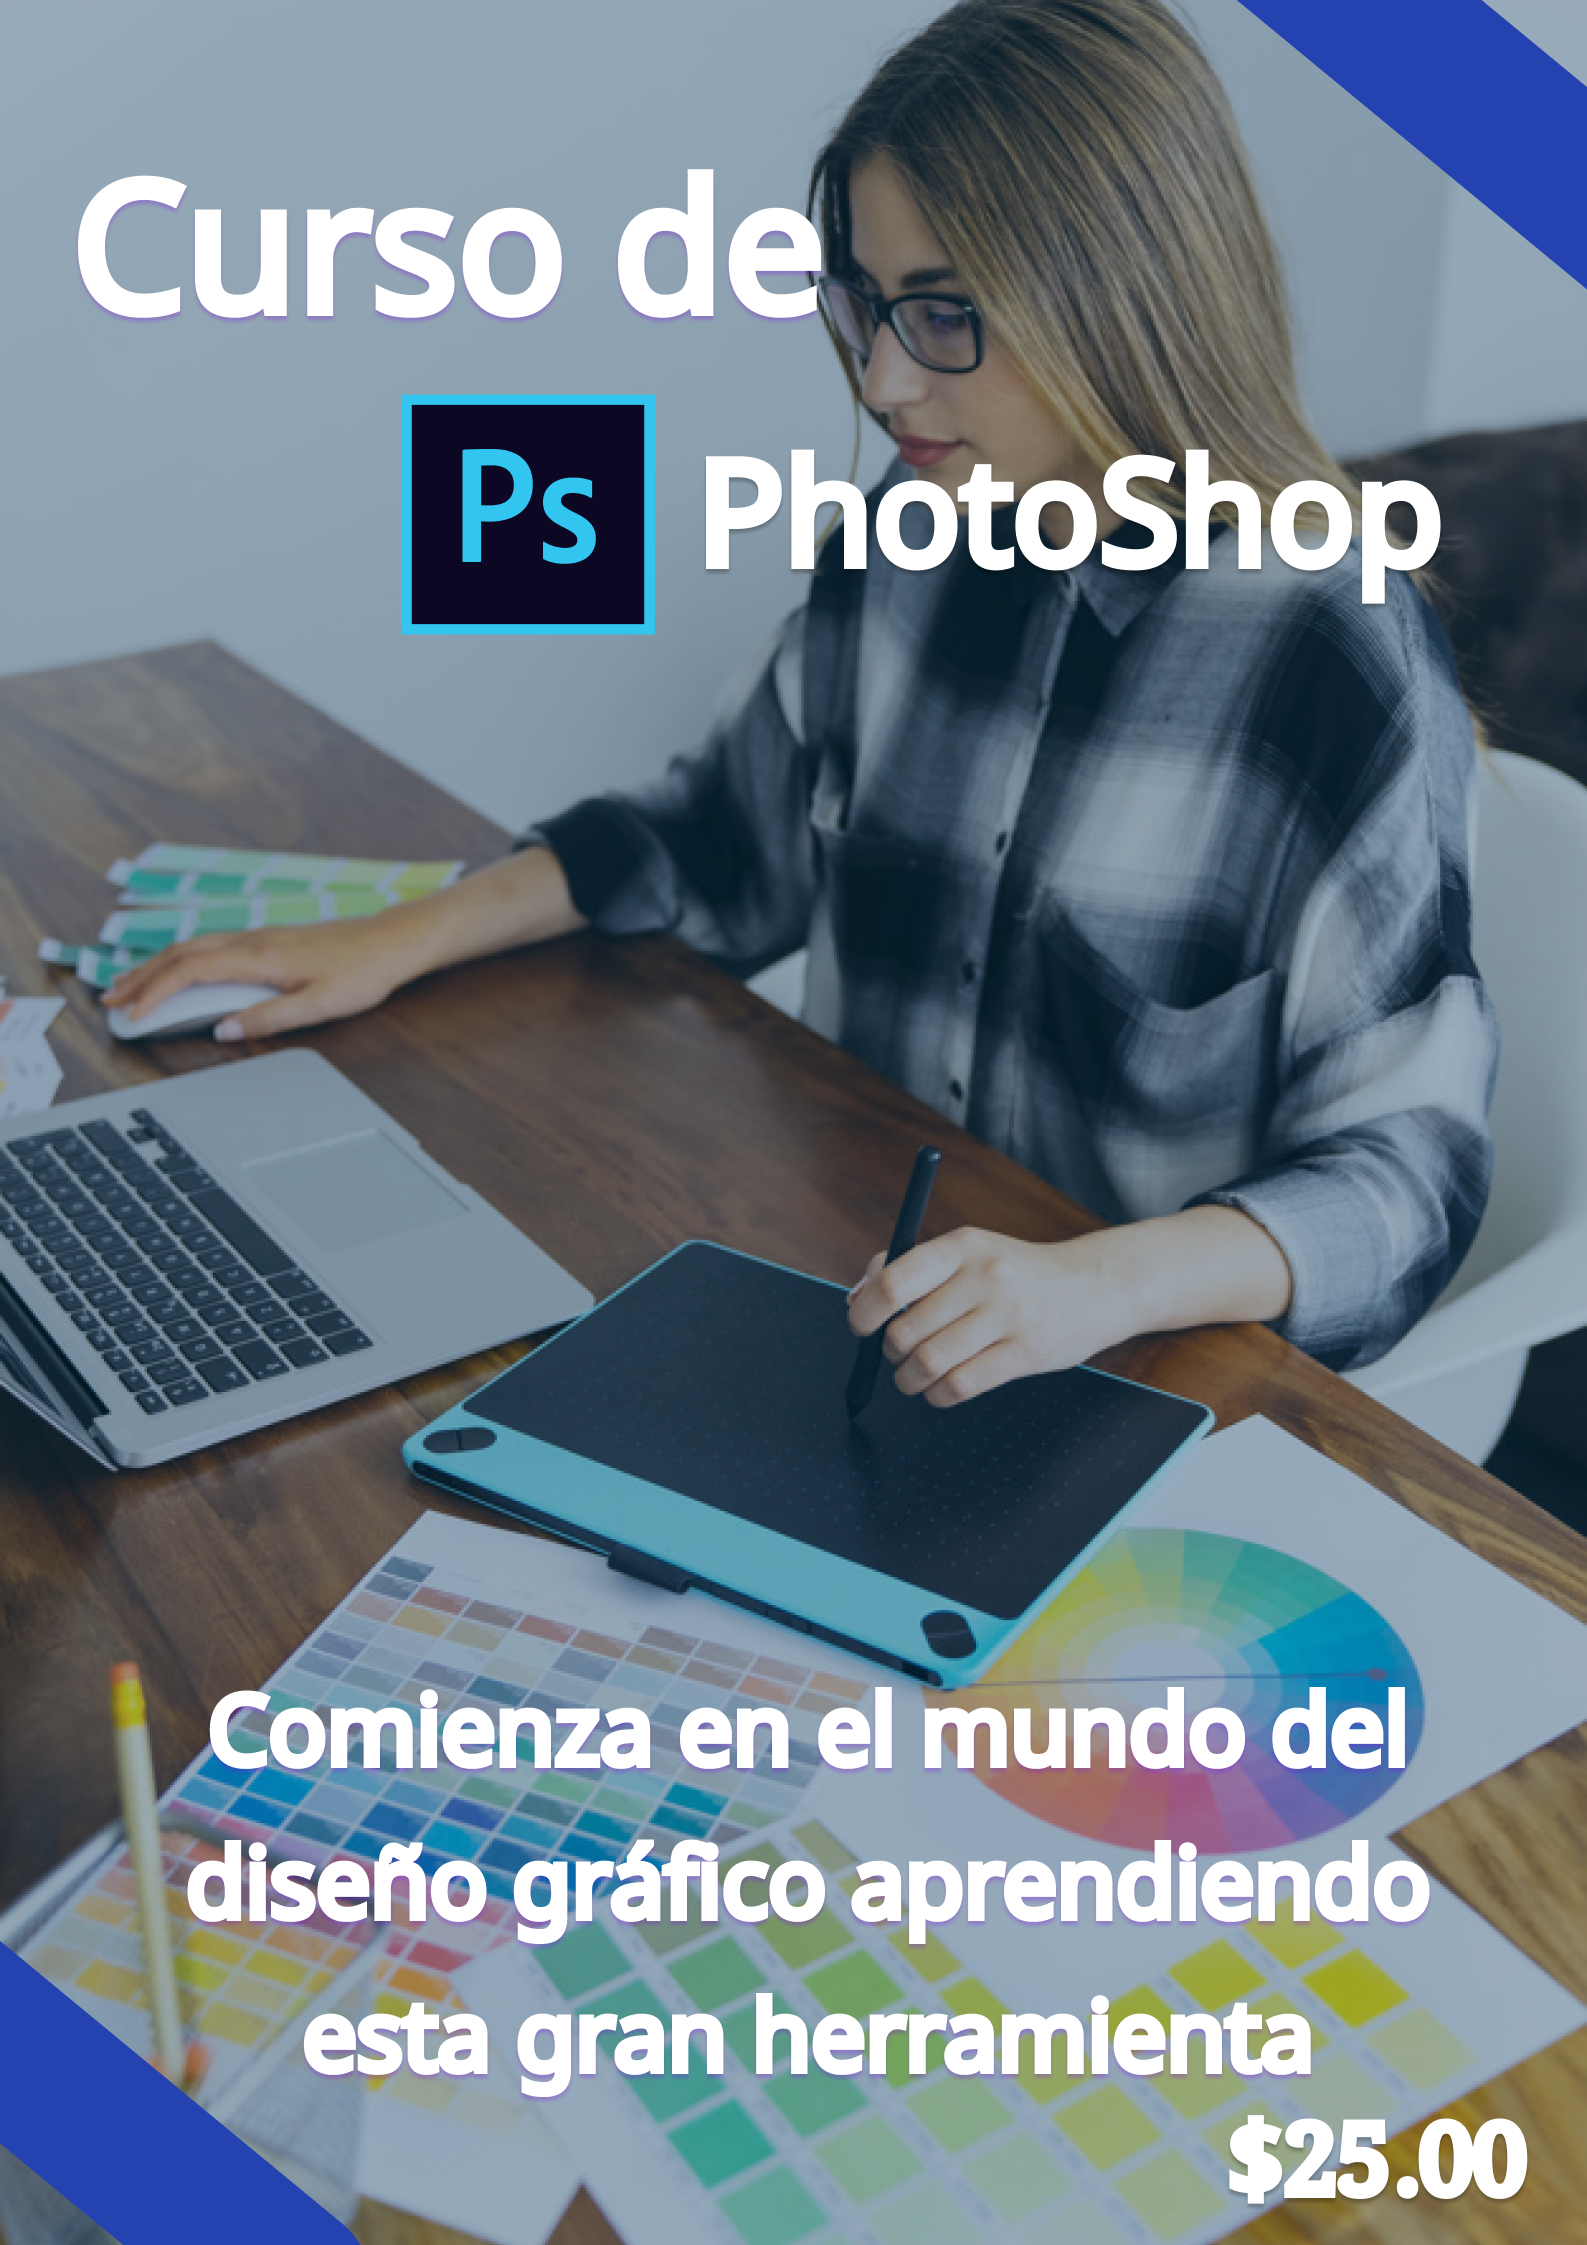 Curso de
Ps PhotoShop
Comienza en el mundo del
diseño gráfico aprendiendo
esta gran herramienta
$25.00